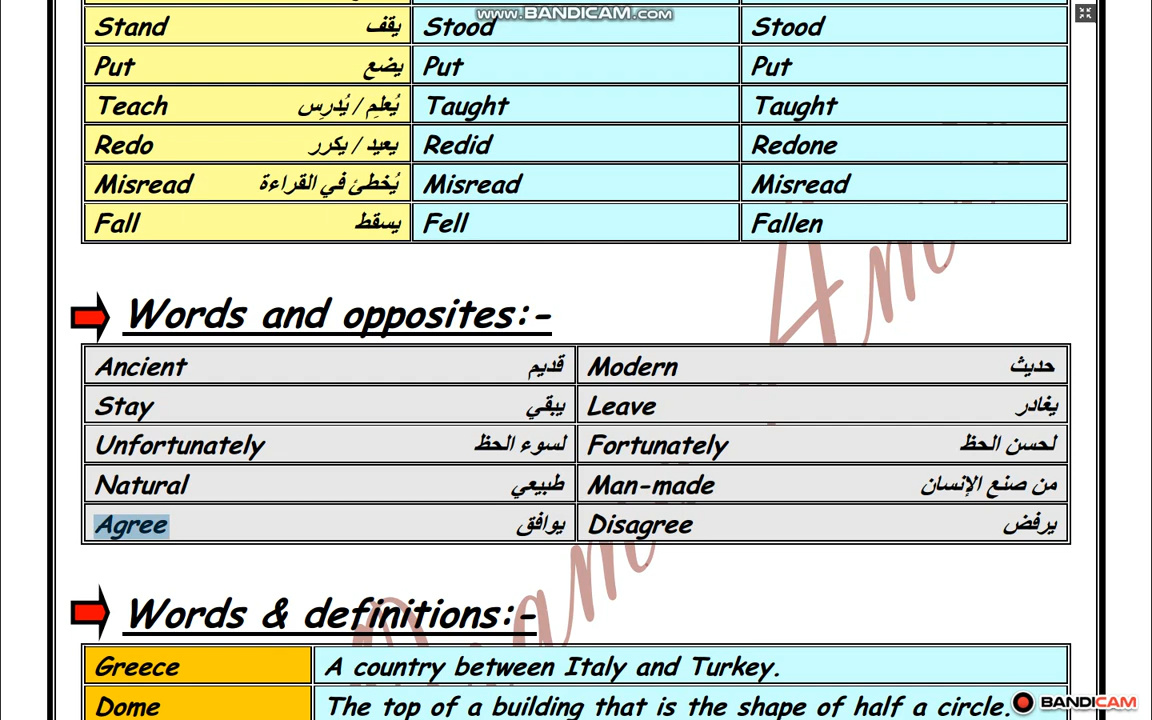 www.BANDICAM.com
Stand يقف Stood Stood
Put يضع Put Put
Teach يُعلِم / يُدرِس Taught Taught
Redo يعيد / يكرر Redid Redone
Misread يُخطئ في القراءة Misread Misread
Fall يسقط Fell Fallen
Words and opposites:-
Ancient قديم Modern حديث
Stay يبقي Leave يغادر
Unfortunately لسوء الحظ Fortunately لحسن الحظ
Natural طبيعي Man-made من صنع الإنسان
Agree يوافق Disagree يرفض
Words & definitions:-
Greece A country between Italy and Turkey.
Dome The top of a building that is the shape of half a circle.
BANDICAM